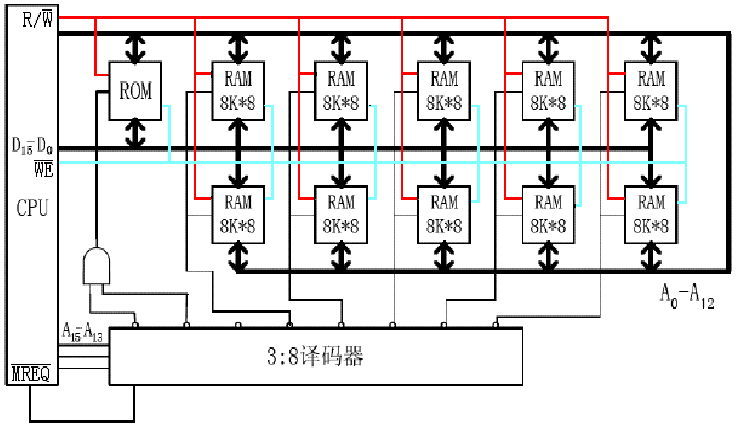 R/W̅
ROM
RAM
8K*8
RAM
8K*8
RAM
8K*8
RAM
8K*8
RAM
8K*8
D₁₅-D₀
W̅E̅
CPU
RAM
8K*8
RAM
8K*8
RAM
8K*8
RAM
8K*8
RAM
8K*8
A₀-A₁₂
A₁₅-A₁₃
3:8译码器
M̅R̅E̅Q̅